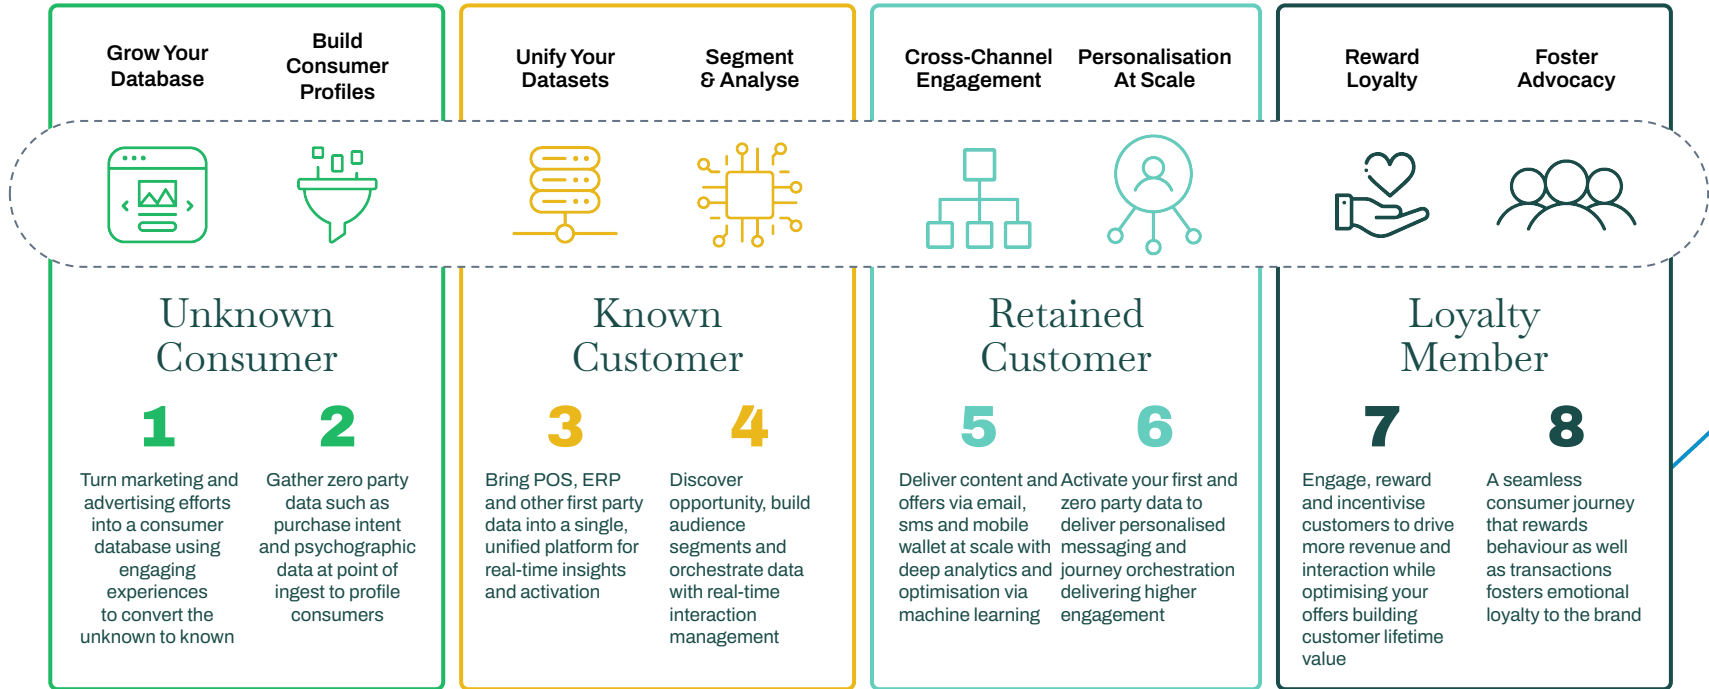 Grow Your
Database
Build
Consumer
Profiles
Unify Your
Datasets
Segment
& Analyse
Cross-Channel
Engagement
Personalisation
At Scale
Reward
Loyalty
Foster
Advocacy
Unknown
Consumer
1
Turn marketing and
advertising efforts
into a consumer
database using
engaging
experiences
to convert the
unknown to known
2
Gather zero party
data such as
purchase intent
and psychographic
data at point of
ingest to profile
consumers
Known
Customer
3
Bring POS, ERP
and other first party
data into a single,
unified platform for
real-time insights
and activation
4
Discover
opportunity, build
audience
segments and
orchestrate data
with real-time
interaction
management
Retained
Customer
5
Deliver content and
offers via email,
sms and mobile
wallet at scale with
deep analytics and
optimisation via
machine learning
6
Activate your first and
zero party data to
deliver personalised
messaging and
journey orchestration
delivering higher
engagement
Loyalty
Member
7
Engage, reward
and incentivise
customers to drive
more revenue and
interaction while
optimising your
offers building
customer lifetime
value
8
A seamless
consumer journey
that rewards
behaviour as well
as transactions
fosters emotional
loyalty to the brand